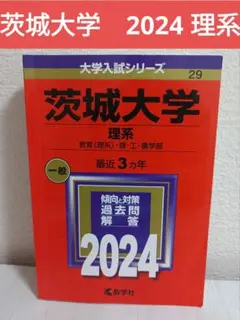 茨城大学 2024 理系
大学入試シリーズ
29
茨城大学
理系
教育〈理系〉・理・工・農学部
最近3カ年
一般
傾向と対策
過去問
解答
2024
教学社